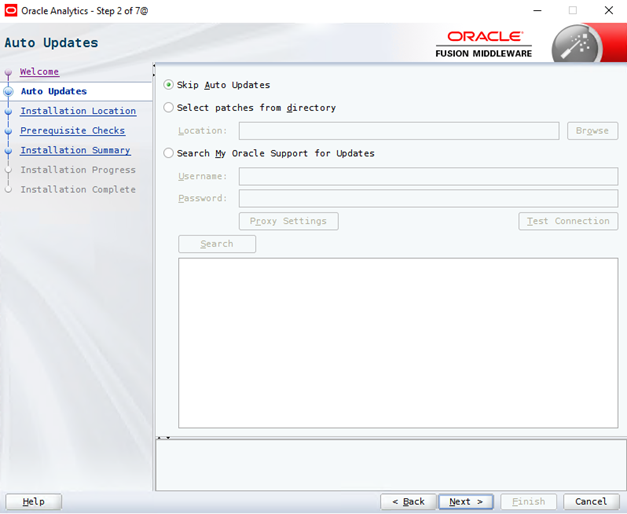 Oracle Analytics - Step 2 of 7@
Auto Updates
ORACLE
FUSION MIDDLEWARE
Welcome
Auto Updates
Installation Location
Prerequisite Checks
Installation Summary
Installation Progress
Installation Complete
Skip Auto Updates
Select patches from directory
Location:
Browse
Search My Oracle Support for Updates
Username:
Password:
Proxy Settings
Test Connection
Search
Help
< Back
Next >
Finish
Cancel